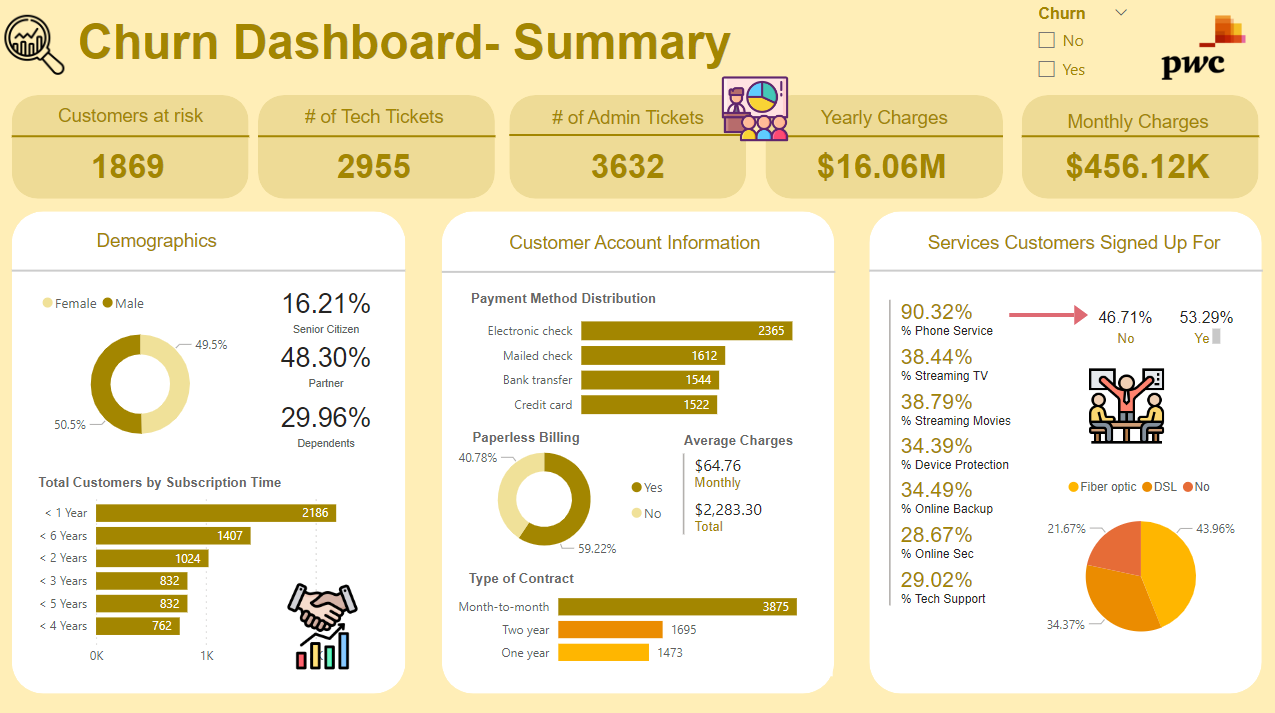 Churn Dashboard- Summary
Churn
No
Yes
pwc
Customers at risk
1869
# of Tech Tickets
2955
# of Admin Tickets
3632
Yearly Charges
$16.06M
Monthly Charges
$456.12K
Demographics
Female Male
49.5%
50.5%
16.21%
Senior Citizen
48.30%
Partner
29.96%
Dependents
Total Customers by Subscription Time
< 1 Year 2186
< 6 Years 1407
< 2 Years 1024
< 3 Years 832
< 5 Years 832
< 4 Years 762
0K 1K
Customer Account Information
Payment Method Distribution
Electronic check 2365
Mailed check 1612
Bank transfer 1544
Credit card 1522
Paperless Billing
40.78%
59.22%
Yes
No
Average Charges
$64.76
Monthly
$2,283.30
Total
Type of Contract
Month-to-month 3875
Two year 1695
One year 1473
Services Customers Signed Up For
90.32%
% Phone Service
38.44%
% Streaming TV
38.79%
% Streaming Movies
34.39%
% Device Protection
34.49%
% Online Backup
28.67%
% Online Sec
29.02%
% Tech Support
46.71% 53.29%
No Ye
Fiber optic DSL No
21.67%
43.96%
34.37%